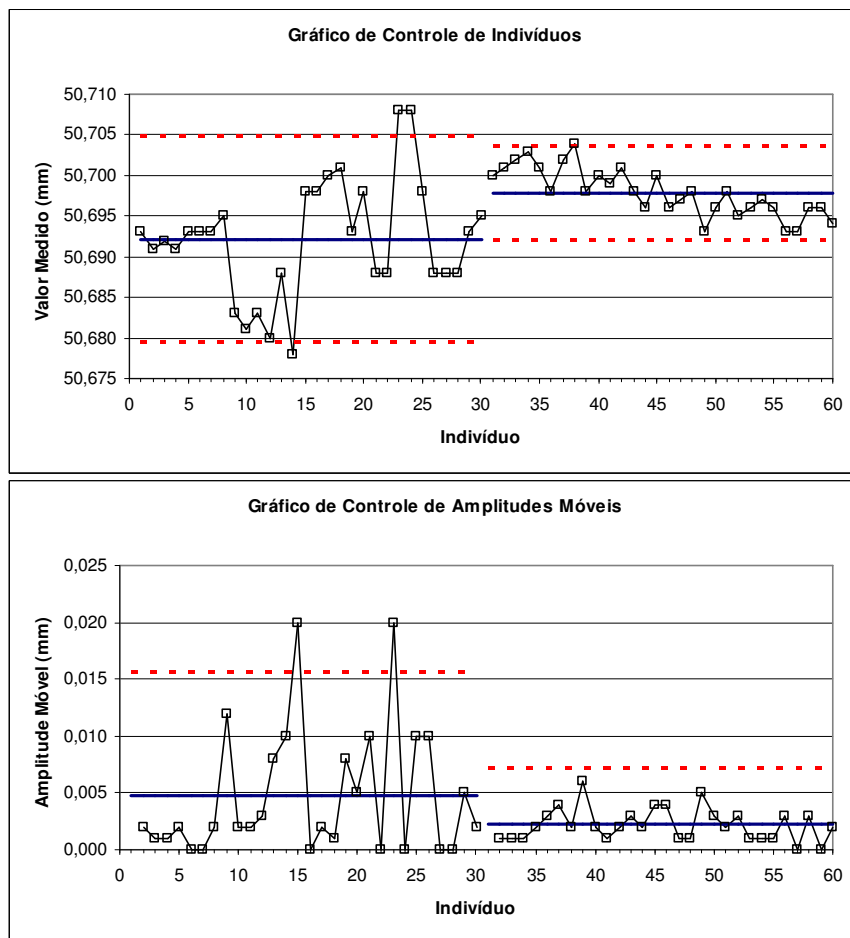 Gráfico de Controle de Indivíduos
50,710
50,705
50,700
50,695
50,690
50,685
50,680
50,675
Valor Medido (mm)
0 5 10 15 20 25 30 35 40 45 50 55 60
Indivíduo
Gráfico de Controle de Amplitudes Móveis
0,025
0,020
0,015
0,010
0,005
0,000
Amplitude Móvel (mm)
0 5 10 15 20 25 30 35 40 45 50 55 60
Indivíduo